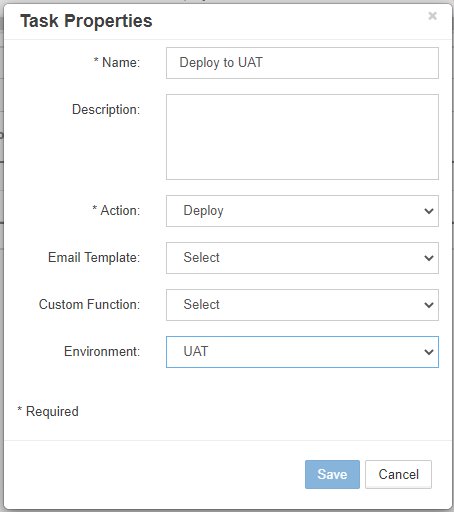 Task Properties
×
* Name:
Deploy to UAT
Description:
* Action:
Deploy
Email Template:
Select
Custom Function:
Select
Environment:
UAT
* Required
Save
Cancel